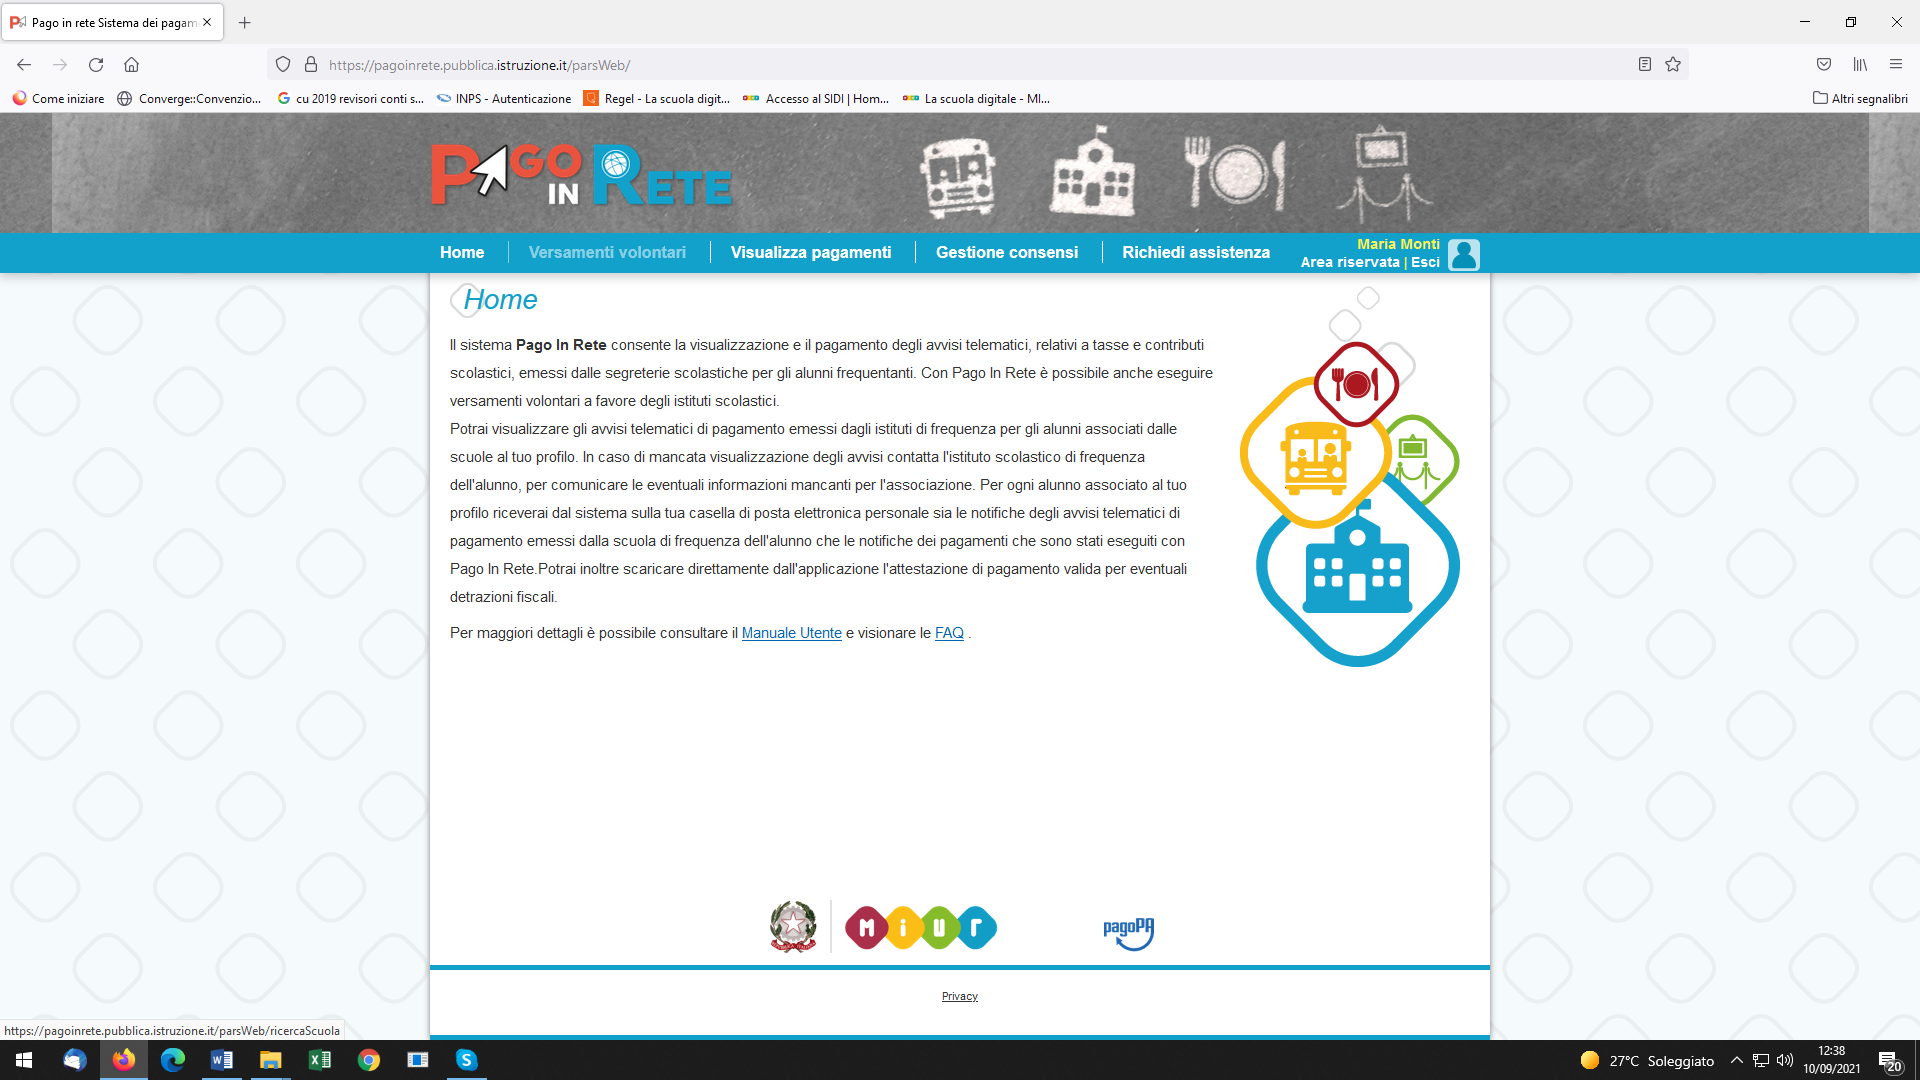 Pago in rete Sistema dei pagam
https://pagoinrete.pubblica.istruzione.it/parsWeb/
Come iniziare
Converge::Convenzio...
cu 2019 revisori conti s...
INPS - Autenticazione
Regel - La scuola digit...
Accesso al SIDI | Hom...
La scuola digitale - MI...
Altri segnalibri
PAGO IN RETE
Home
Versamenti volontari
Visualizza pagamenti
Gestione consensi
Richiedi assistenza
Maria Monti
Area riservata | Esci
Home
Il sistema Pago In Rete consente la visualizzazione e il pagamento degli avvisi telematici, relativi a tasse e contributi
scolastici, emessi dalle segreterie scolastiche per gli alunni frequentanti. Con Pago In Rete è possibile anche eseguire
versamenti volontari a favore degli istituti scolastici.
Potrai visualizzare gli avvisi telematici di pagamento emessi dagli istituti di frequenza per gli alunni associati dalle
scuole al tuo profilo. In caso di mancata visualizzazione degli avvisi contatta l'istituto scolastico di frequenza
dell'alunno, per comunicare le eventuali informazioni mancanti per l'associazione. Per ogni alunno associato al tuo
profilo riceverai dal sistema sulla tua casella di posta elettronica personale sia le notifiche degli avvisi telematici di
pagamento emessi dalla scuola di frequenza dell'alunno che le notifiche dei pagamenti che sono stati eseguiti con
Pago In Rete.Potrai inoltre scaricare direttamente dall'applicazione l'attestazione di pagamento valida per eventuali
detrazioni fiscali.
Per maggiori dettagli è possibile consultare il Manuale Utente e visionare le FAQ .
Miur
pagoPA
Privacy
https://pagoinrete.pubblica.istruzione.it/parsWeb/ricercaScuola
27°C Soleggiato
12:38
10/09/2021
20